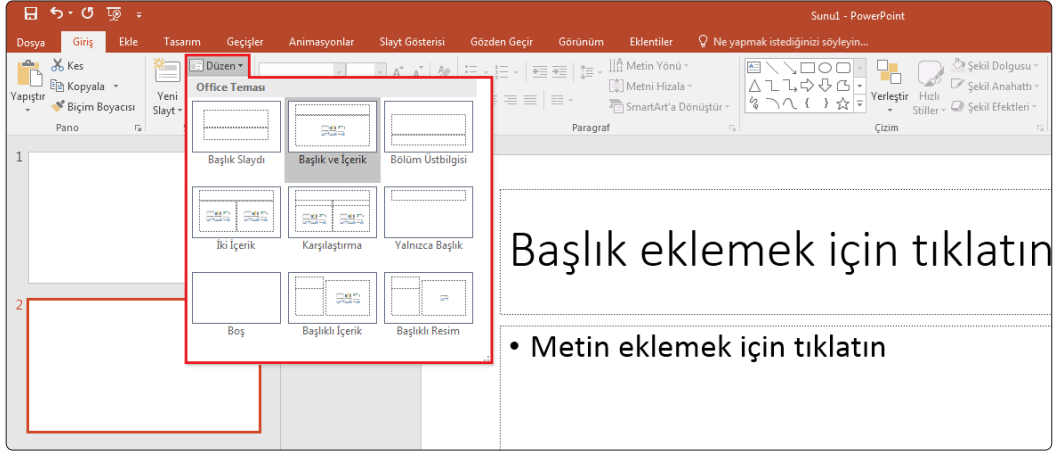 Sunu1 - PowerPoint
Dosya Giriş Ekle Tasarım Geçişler Animasyonlar Slayt Gösterisi Gözden Geçir Görünüm Eklentiler Ne yapmak istediğinizi söyleyin...
Yapıştır
Kes
Kopyala
Biçim Boyacısı
Pano
Yeni
Slayt
Düzen
Metin Yönü
Metni Hizala
SmartArt'a Dönüştür
Paragraf
Yerleştir
Hızlı
Stiller
Şekil Dolgusu
Şekil Anahattı
Şekil Efektleri
Çizim
Office Teması
Başlık Slaydı Başlık ve İçerik Bölüm Üstbilgisi
İki İçerik Karşılaştırma Yalnızca Başlık
Boş Başlıklı İçerik Başlıklı Resim
1
2
Başlık eklemek için tıklatın
• Metin eklemek için tıklatın